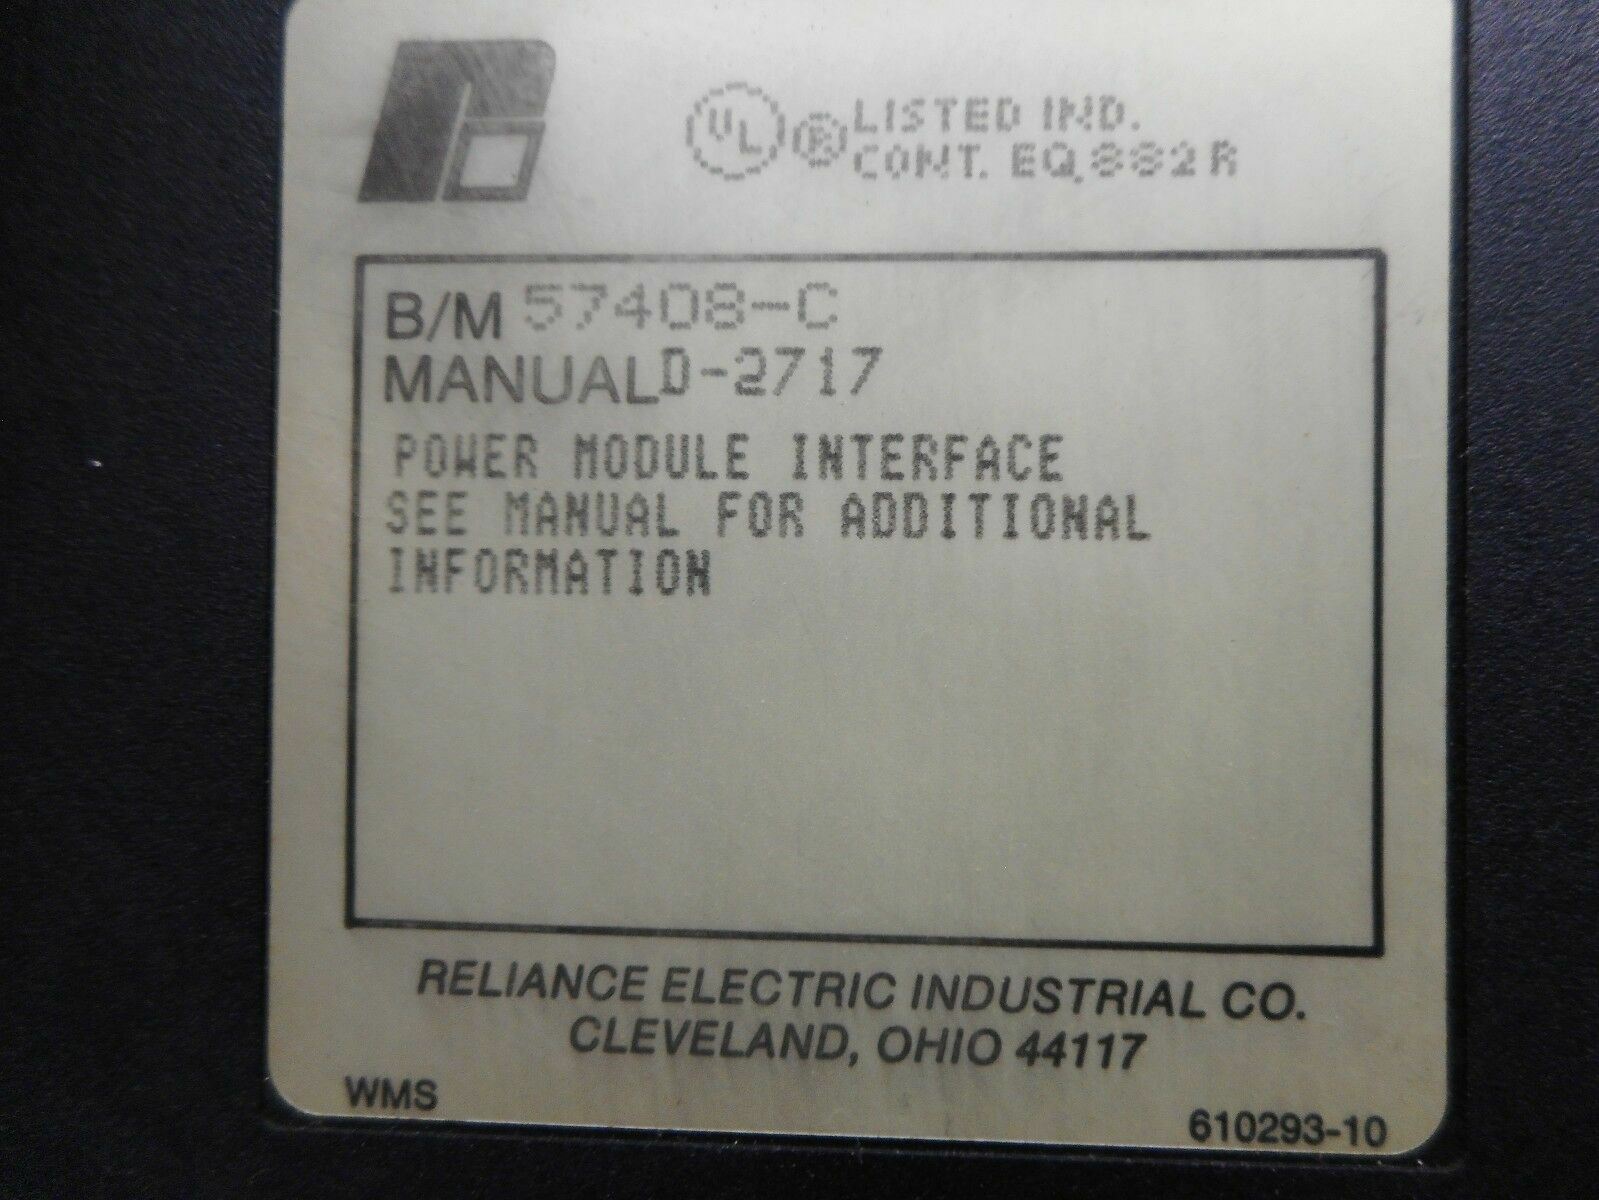 UL ® LISTED IND.
CONT. EQ. 882R
B/M 57408-C
MANUAL D-2717
POWER MODULE INTERFACE
SEE MANUAL FOR ADDITIONAL
INFORMATION
RELIANCE ELECTRIC INDUSTRIAL CO.
CLEVELAND, OHIO 44117
WMS
610293-10